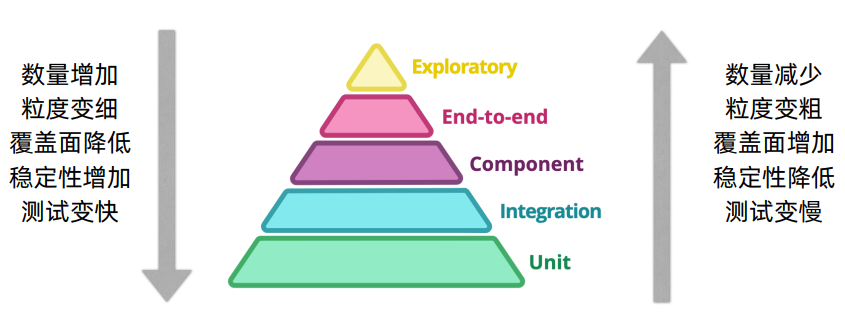 数量增加
粒度变细
覆盖面降低
稳定性增加
测试变快
Exploratory
End-to-end
Component
Integration
Unit
数量减少
粒度变粗
覆盖面增加
稳定性降低
测试变慢